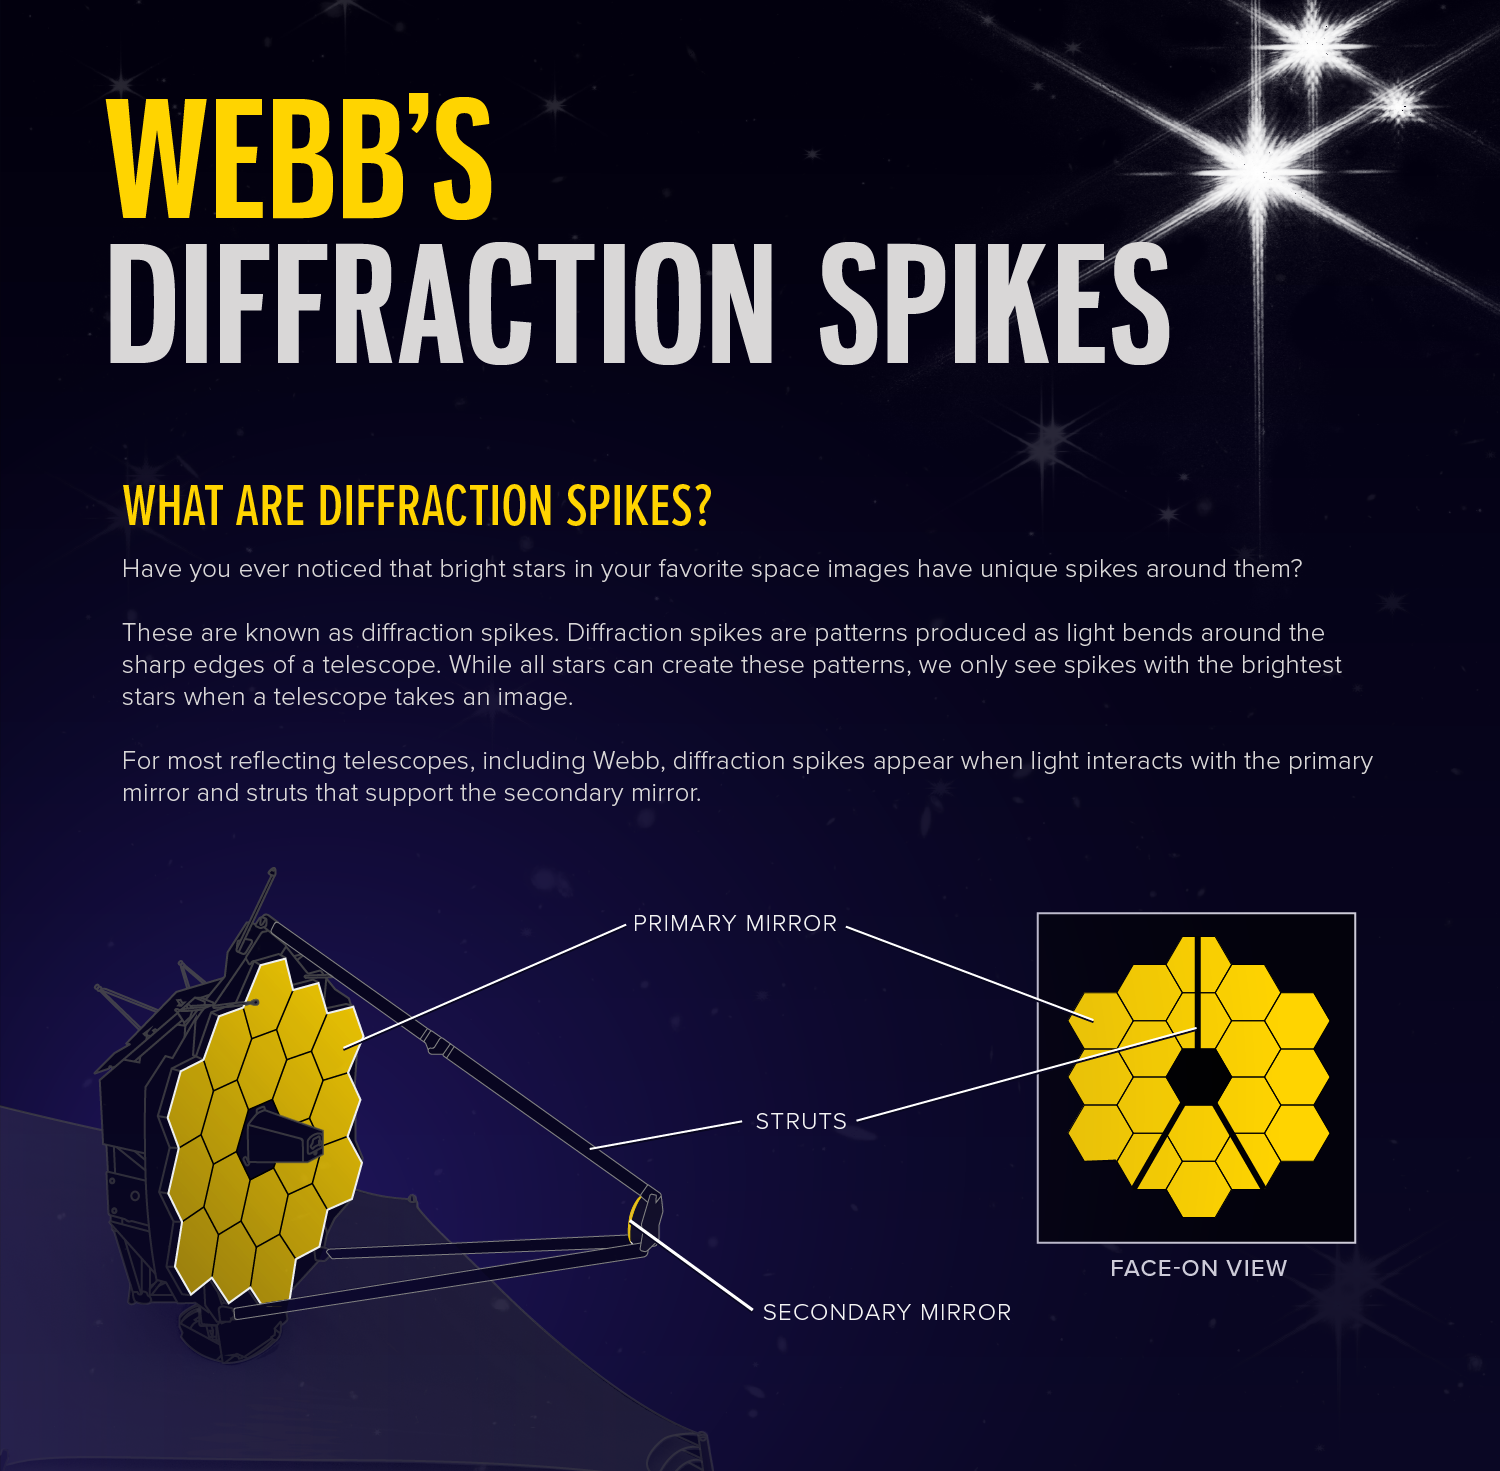 WEBB'S
DIFFRACTION SPIKES
WHAT ARE DIFFRACTION SPIKES?
Have you ever noticed that bright stars in your favorite space images have unique spikes around them?
These are known as diffraction spikes. Diffraction spikes are patterns produced as light bends around the
sharp edges of a telescope. While all stars can create these patterns, we only see spikes with the brightest
stars when a telescope takes an image.
For most reflecting telescopes, including Webb, diffraction spikes appear when light interacts with the primary
mirror and struts that support the secondary mirror.
PRIMARY MIRROR
STRUTS
FACE-ON VIEW
SECONDARY MIRROR